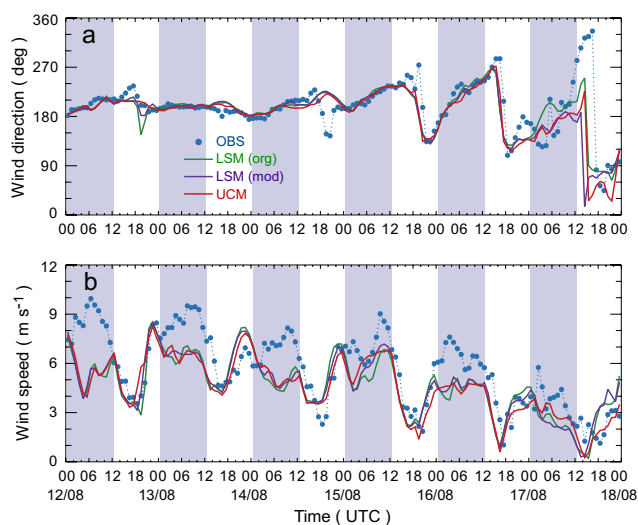 360
a
270
180
90
0
Wind direction ( deg )
OBS
LSM (org)
LSM (mod)
UCM
00 06 12 18 00 06 12 18 00 06 12 18 00 06 12 18 00 06 12 18 00 06 12 18 00
12
b
9
6
3
0
Wind speed ( m s⁻¹ )
00 06 12 18 00 06 12 18 00 06 12 18 00 06 12 18 00 06 12 18 00 06 12 18 00
12/08 13/08 14/08 15/08 16/08 17/08 18/08
Time ( UTC )